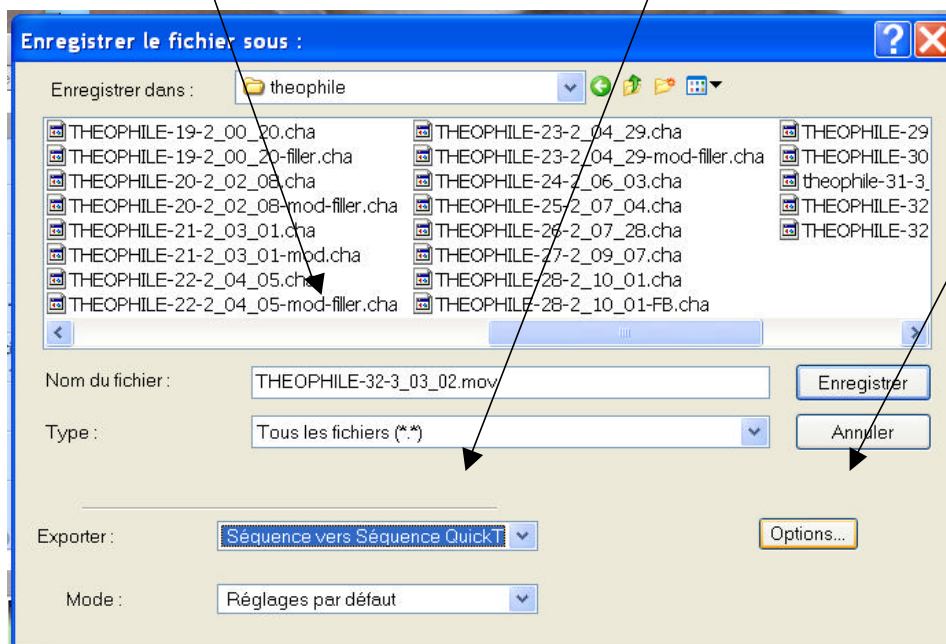 Enregistrer le fichier sous :
Enregistrer dans :
theophile
THEOPHILE-19-2_00_20.cha
THEOPHILE-19-2_00_20-filler.cha
THEOPHILE-20-2_02_08.cha
THEOPHILE-20-2_02_08-mod-filler.cha
THEOPHILE-21-2_03_01.cha
THEOPHILE-21-2_03_01-mod.cha
THEOPHILE-22-2_04_05.cha
THEOPHILE-22-2_04_05-mod-filler.cha
THEOPHILE-23-2_04_29.cha
THEOPHILE-23-2_04_29-mod-filler.cha
THEOPHILE-24-2_06_03.cha
THEOPHILE-25-2_07_04.cha
THEOPHILE-26-2_07_28.cha
THEOPHILE-27-2_09_07.cha
THEOPHILE-28-2_10_01.cha
THEOPHILE-28-2_10_01-FB.cha
THEOPHILE-29
THEOPHILE-30
theophile-31-3_
THEOPHILE-32
THEOPHILE-32
Nom du fichier :
THEOPHILE-32-3_03_02.mov
Enregistrer
Type :
Tous les fichiers (*.*)
Annuler
Exporter :
Séquence vers Séquence QuickT
Options...
Mode :
Réglages par défaut